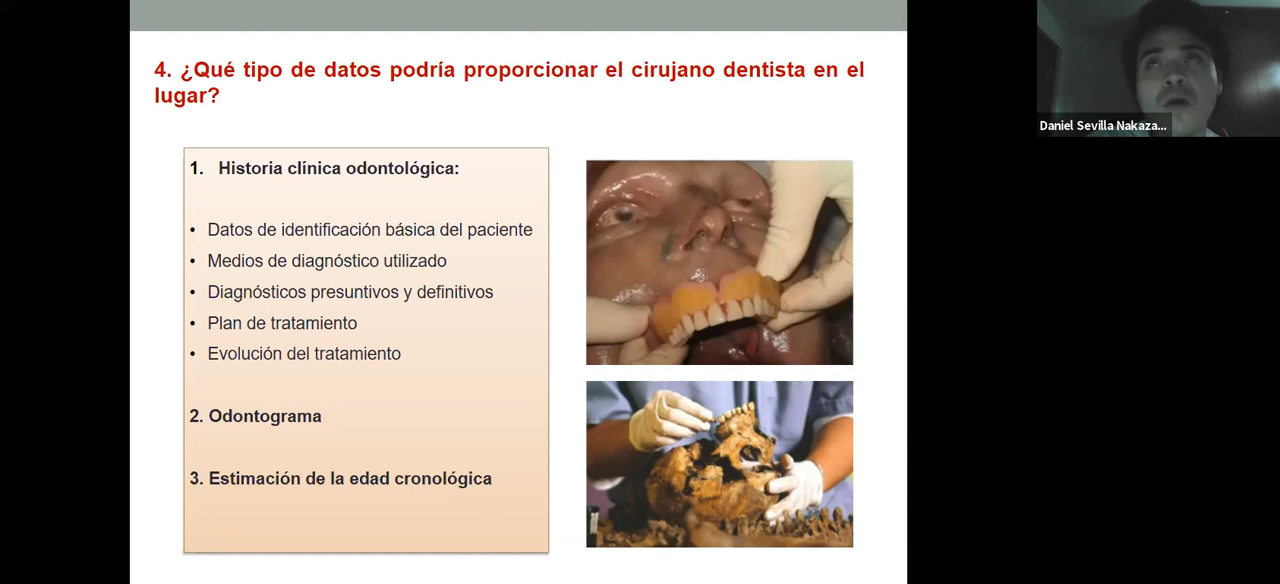 4. ¿Qué tipo de datos podría proporcionar el cirujano dentista en el
lugar?
1. Historia clínica odontológica:
• Datos de identificación básica del paciente
• Medios de diagnóstico utilizado
• Diagnósticos presuntivos y definitivos
• Plan de tratamiento
• Evolución del tratamiento
2. Odontograma
3. Estimación de la edad cronológica
Daniel Sevilla Nakaza...